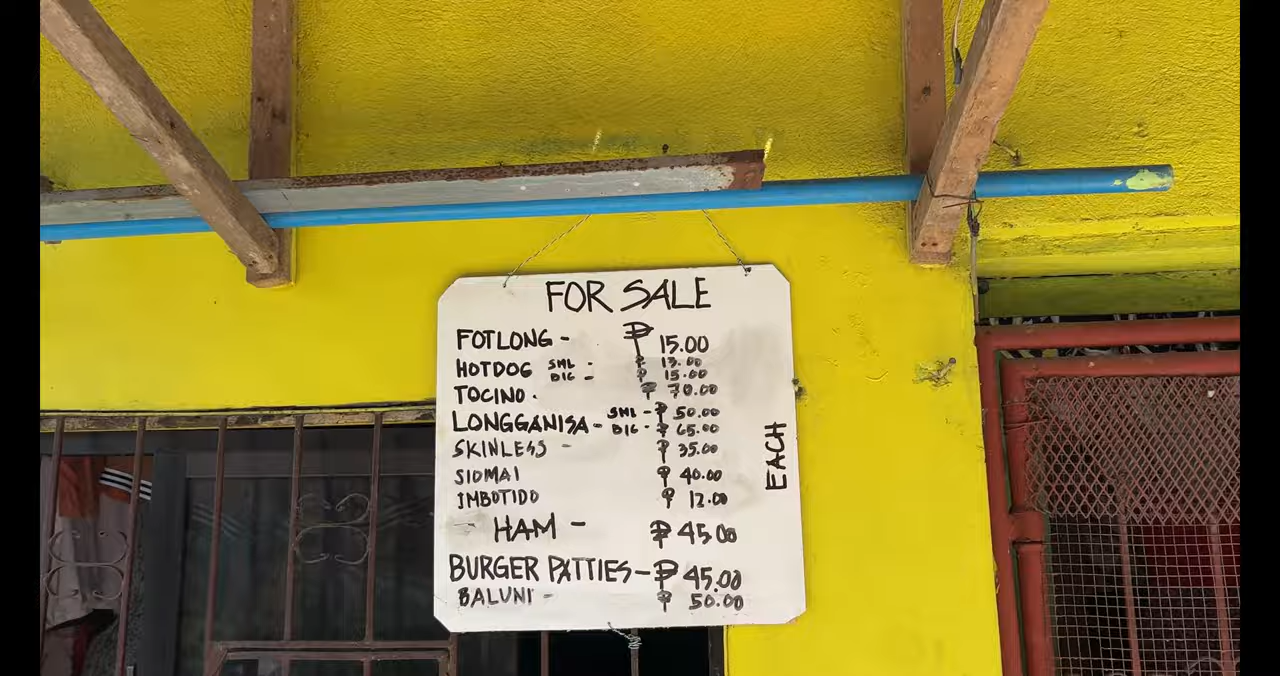 FOR SALE
FOTLONG - ₱ 15.00
HOTDOG SML - ₱ 13.00
BIG - ₱ 15.00
TOCINO - ₱ 70.00
LONGGANISA - SML - ₱ 50.00
BIG - ₱ 65.00
SKINLESS - ₱ 35.00
SIOMAI ₱ 40.00
IMBOTIDO ₱ 12.00
- HAM - ₱ 45.00
BURGER PATTIES - ₱ 45.00
BALUNI - ₱ 50.00
EACH